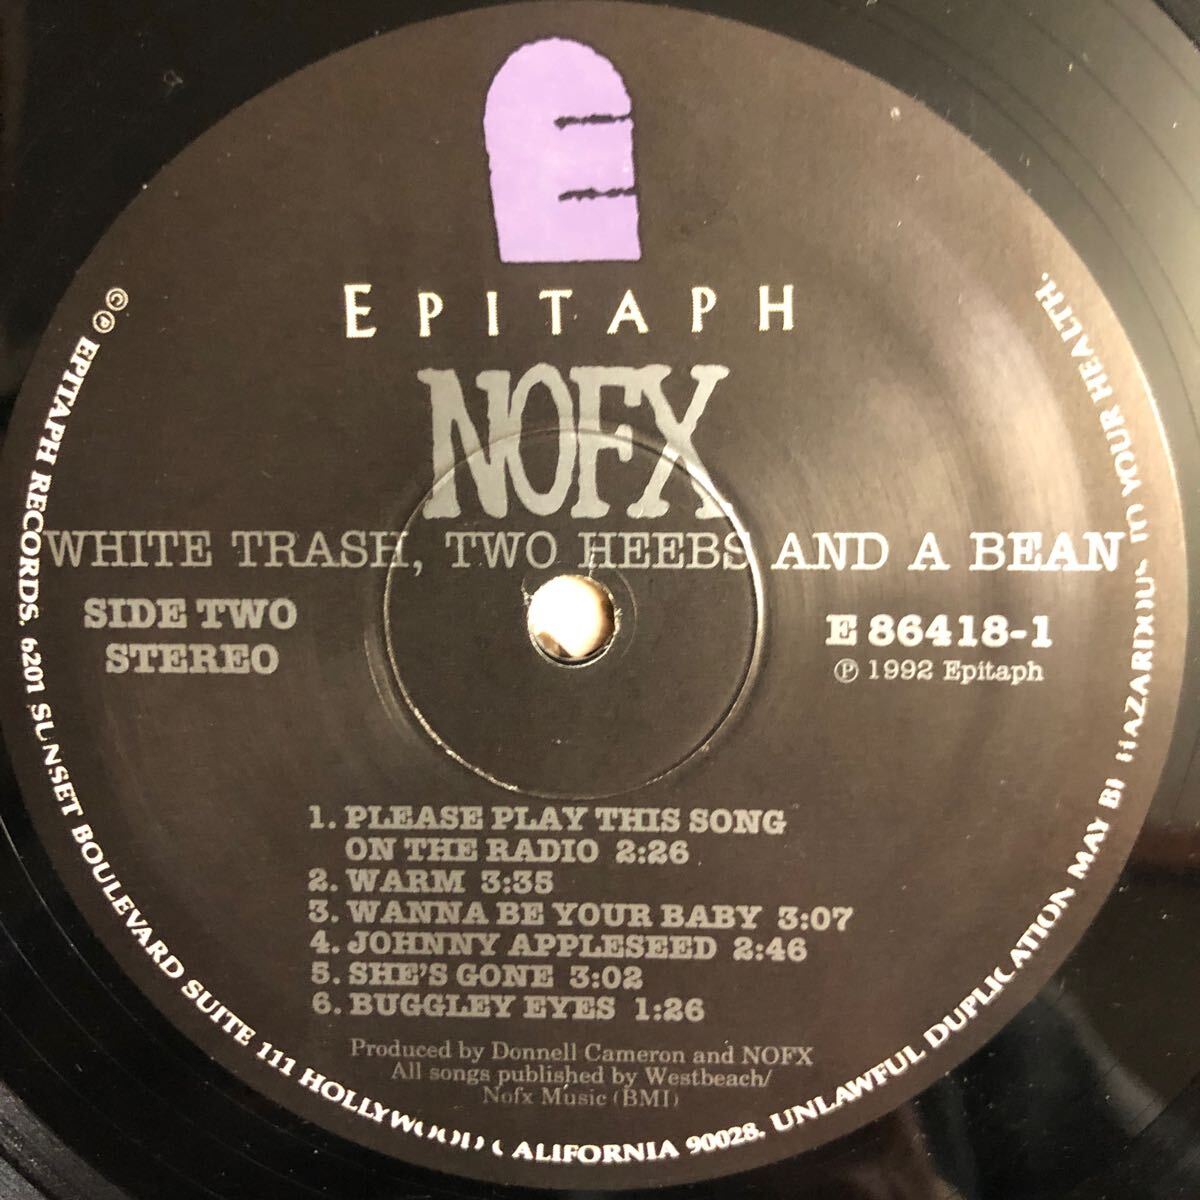 EPITAPH
NOFX
WHITE TRASH, TWO HEEBS AND A BEAN
SIDE TWO
STEREO
E 86418-1
Ⓟ 1992 Epitaph
1. PLEASE PLAY THIS SONG
ON THE RADIO 2:26
2. WARM 3:35
3. WANNA BE YOUR BABY 3:07
4. JOHNNY APPLESEED 2:46
5. SHE'S GONE 3:02
6. BUGGLEY EYES 1:26
Produced by Donnell Cameron and NOFX
All songs published by Westbeach/
Nofx Music (BMI)
©Ⓟ EPITAPH RECORDS. 6201 SUNSET BOULEVARD SUITE 111 HOLLYWOOD CALIFORNIA 90028. UNLAWFUL DUPLICATION MAY BE HAZARDOUS TO YOUR HEALTH.